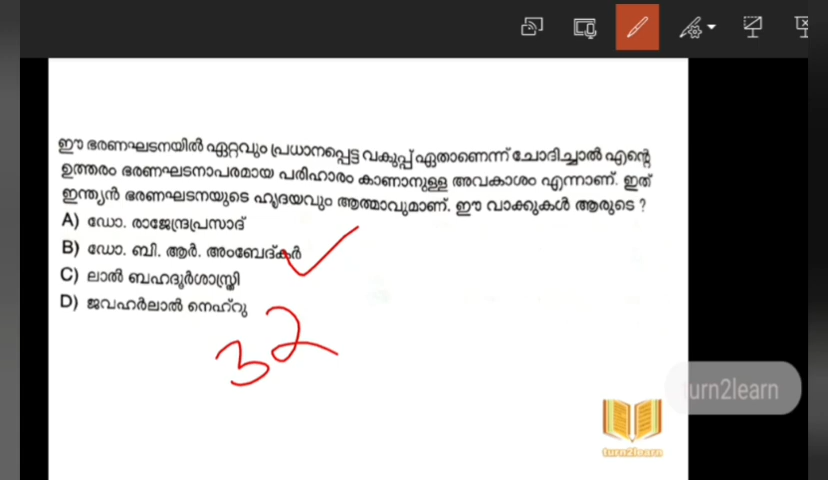 ഈ ഭരണഘടനയിൽ ഏറ്റവും പ്രധാനപ്പെട്ട വകുപ്പ് ഏതാണെന്ന് ചോദിച്ചാൽ എന്റെ
ഉത്തരം ഭരണഘടനാപരമായ പരിഹാരം കാണാനുള്ള അവകാശം എന്നാണ്. ഇത്
ഇന്ത്യൻ ഭരണഘടനയുടെ ഹൃദയവും ആത്മാവുമാണ്. ഈ വാക്കുകൾ ആരുടെ ?
A) ഡോ. രാജേന്ദ്രപ്രസാദ്
B) ഡോ. ബി. ആർ. അംബേദ്കർ
C) ലാൽ ബഹദൂർശാസ്ത്രി
D) ജവഹർലാൽ നെഹ്റു
32
turn2learn
turn2learn